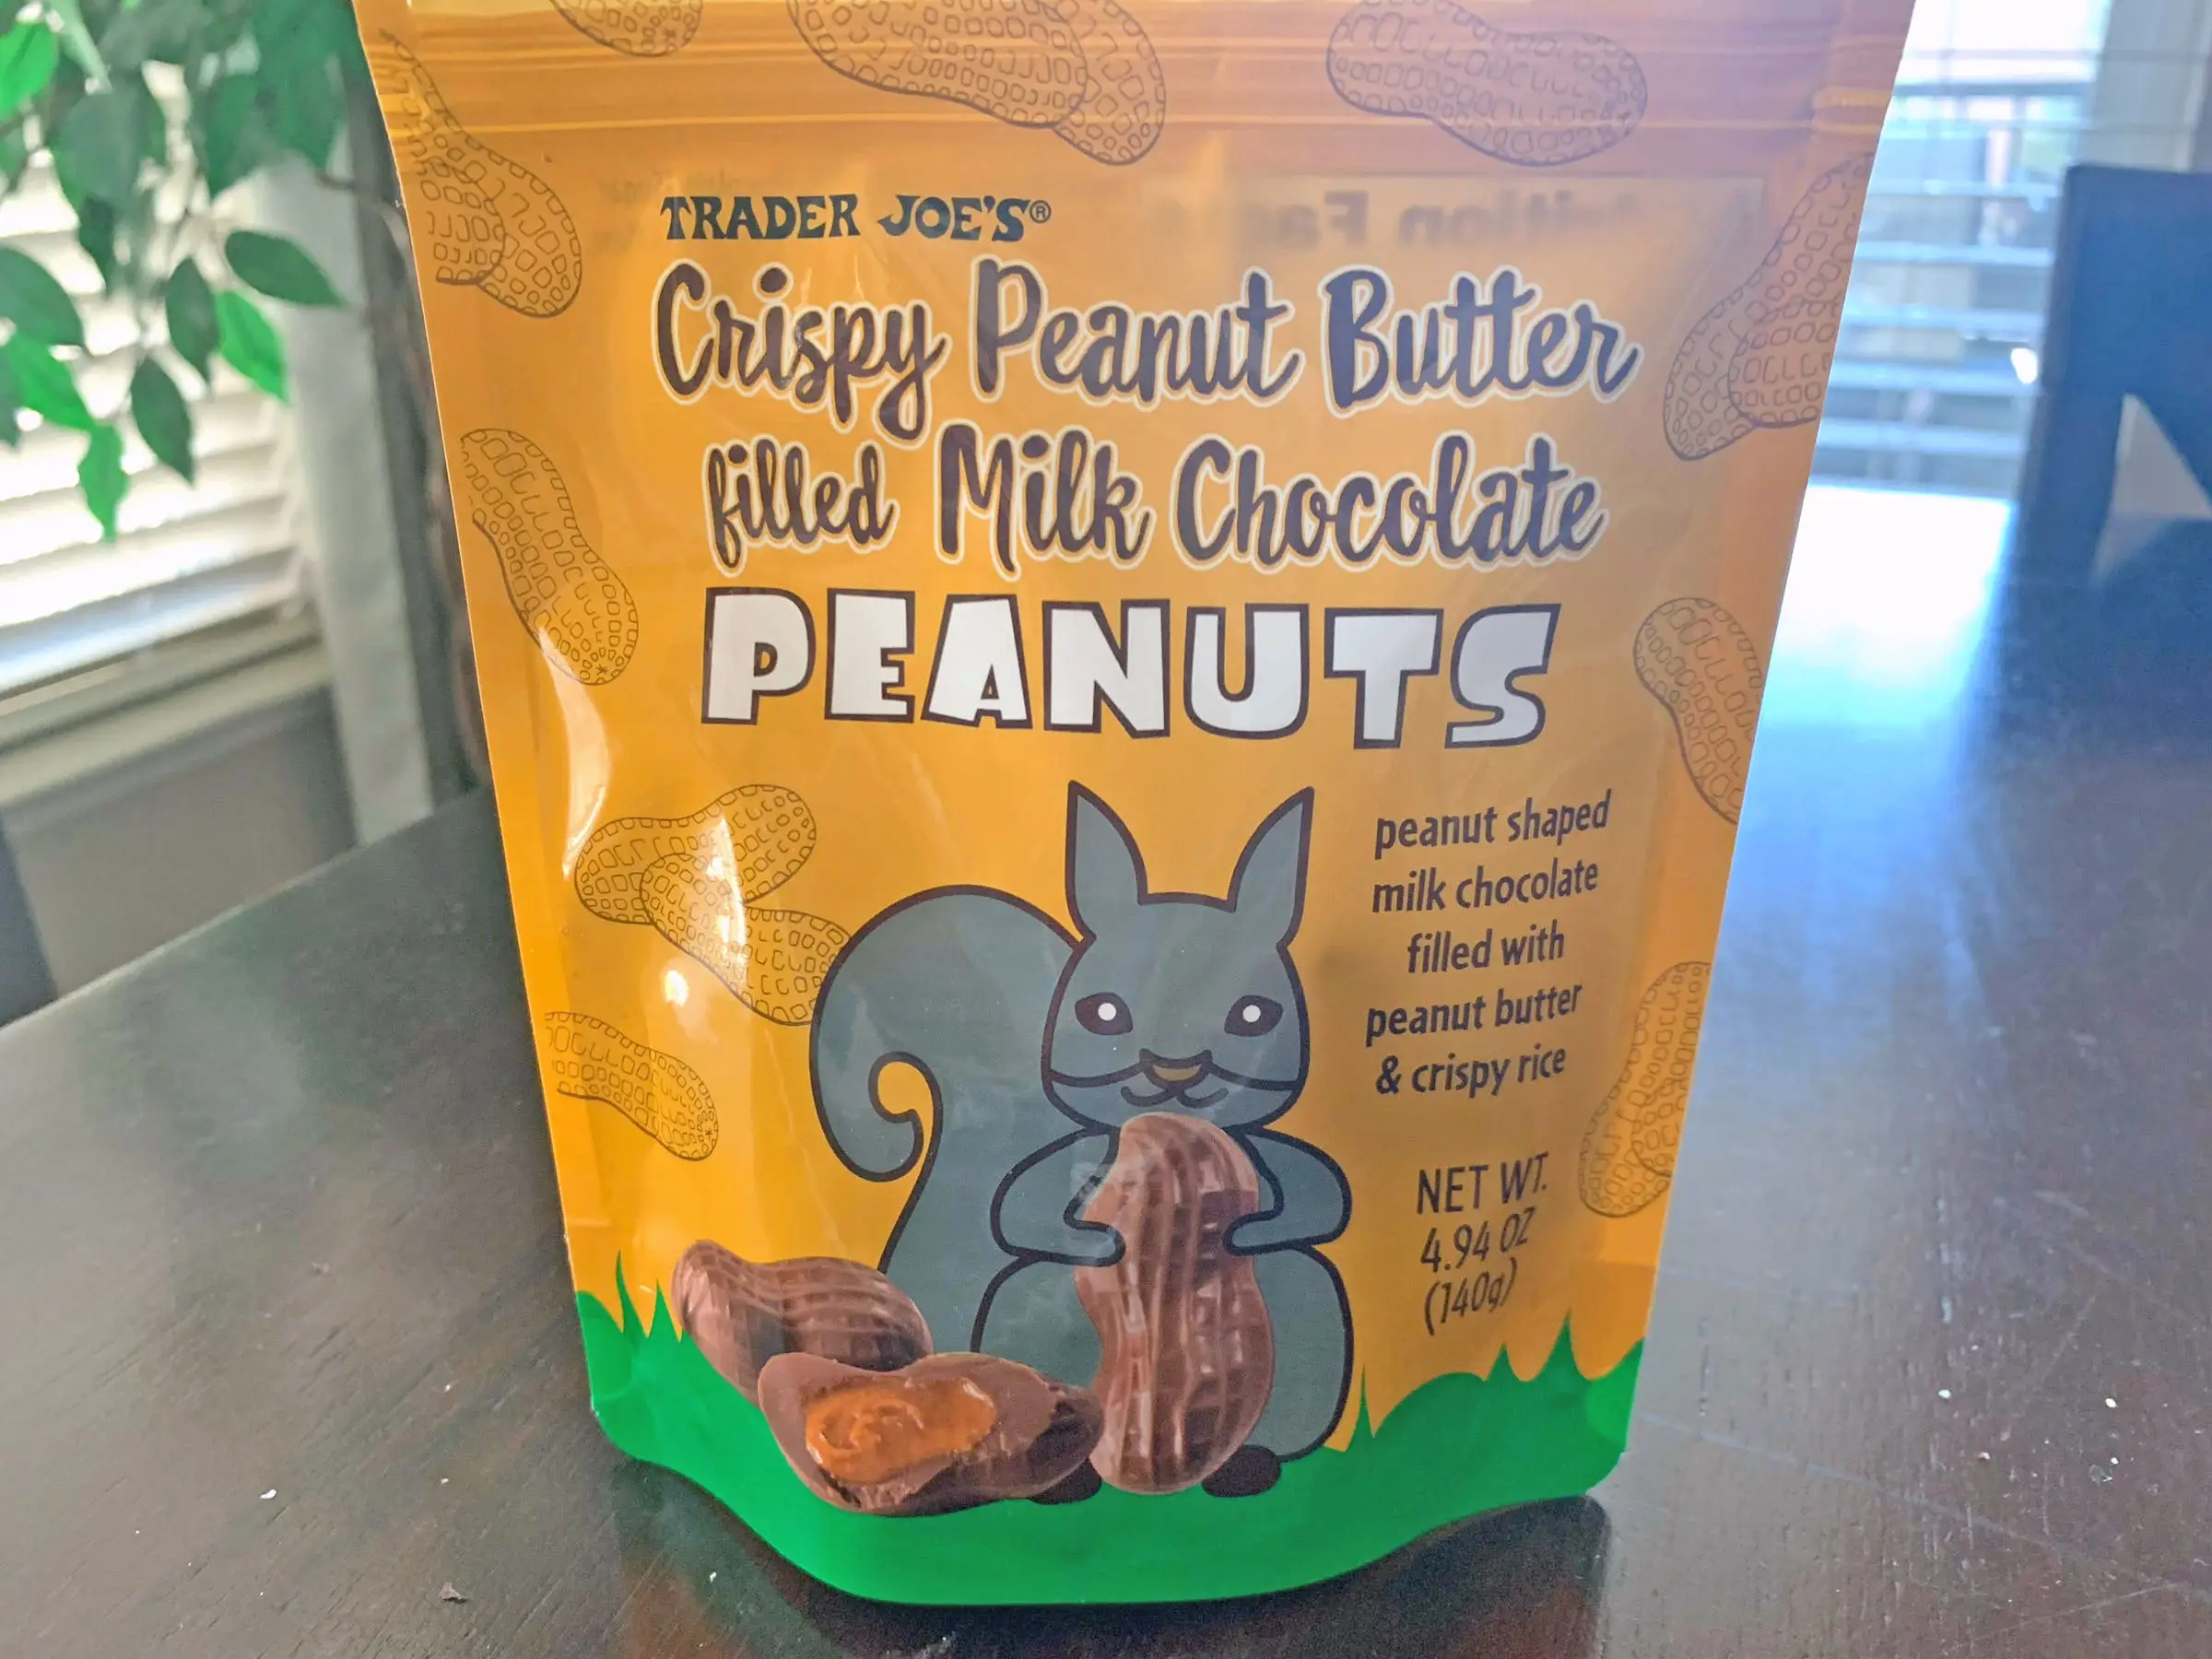 TRADER JOE'S®
Crispy Peanut Butter
filled Milk Chocolate
PEANUTS
peanut shaped
milk chocolate
filled with
peanut butter
& crispy rice
NET WT.
4.94 OZ
(140g)